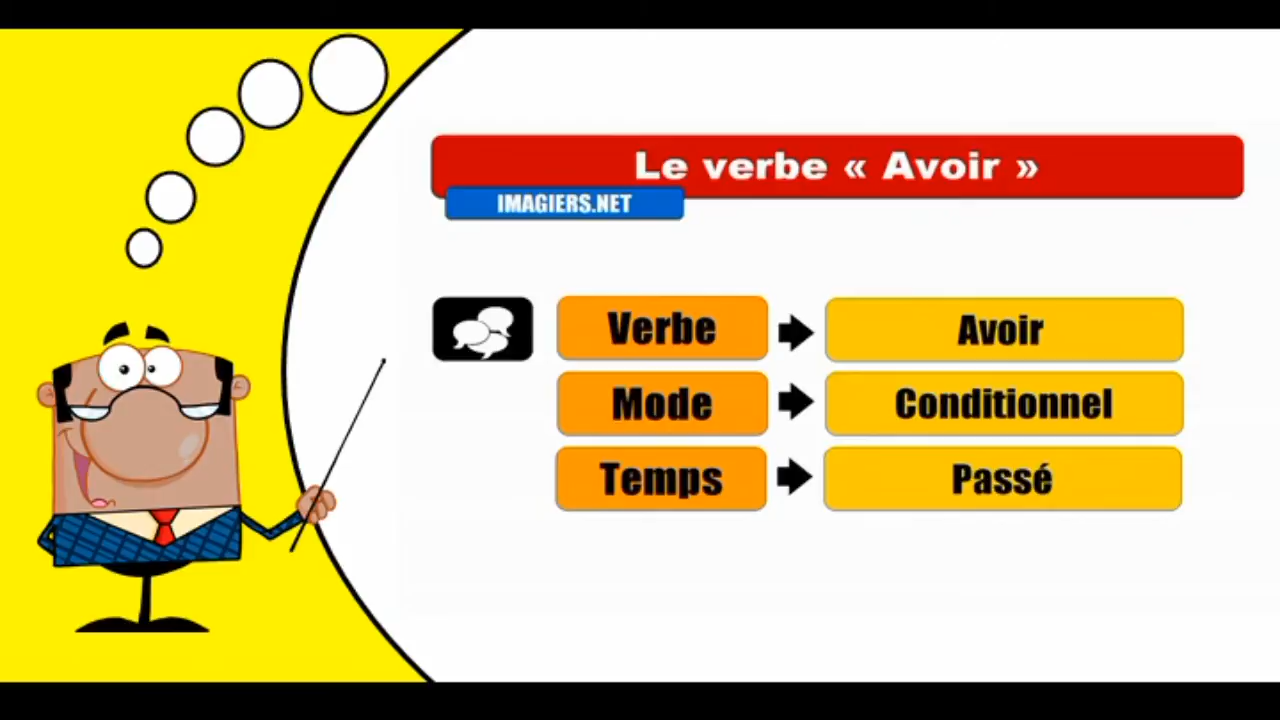 Le verbe « Avoir »
IMAGIERS.NET
Verbe Avoir
Mode Conditionnel
Temps Passé